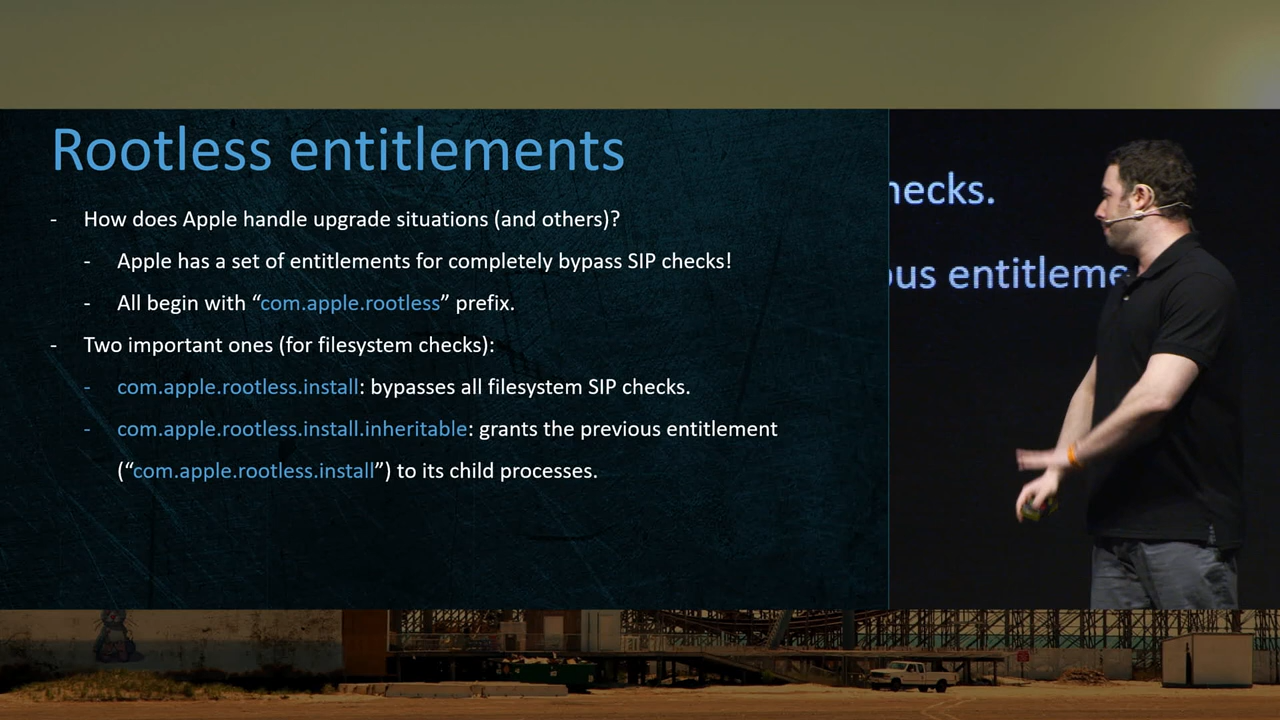 Rootless entitlements
- How does Apple handle upgrade situations (and others)?
- Apple has a set of entitlements for completely bypass SIP checks!
- All begin with “com.apple.rootless” prefix.
- Two important ones (for filesystem checks):
- com.apple.rootless.install: bypasses all filesystem SIP checks.
- com.apple.rootless.install.inheritable: grants the previous entitlement
(“com.apple.rootless.install”) to its child processes.
hecks.
ous entitleme